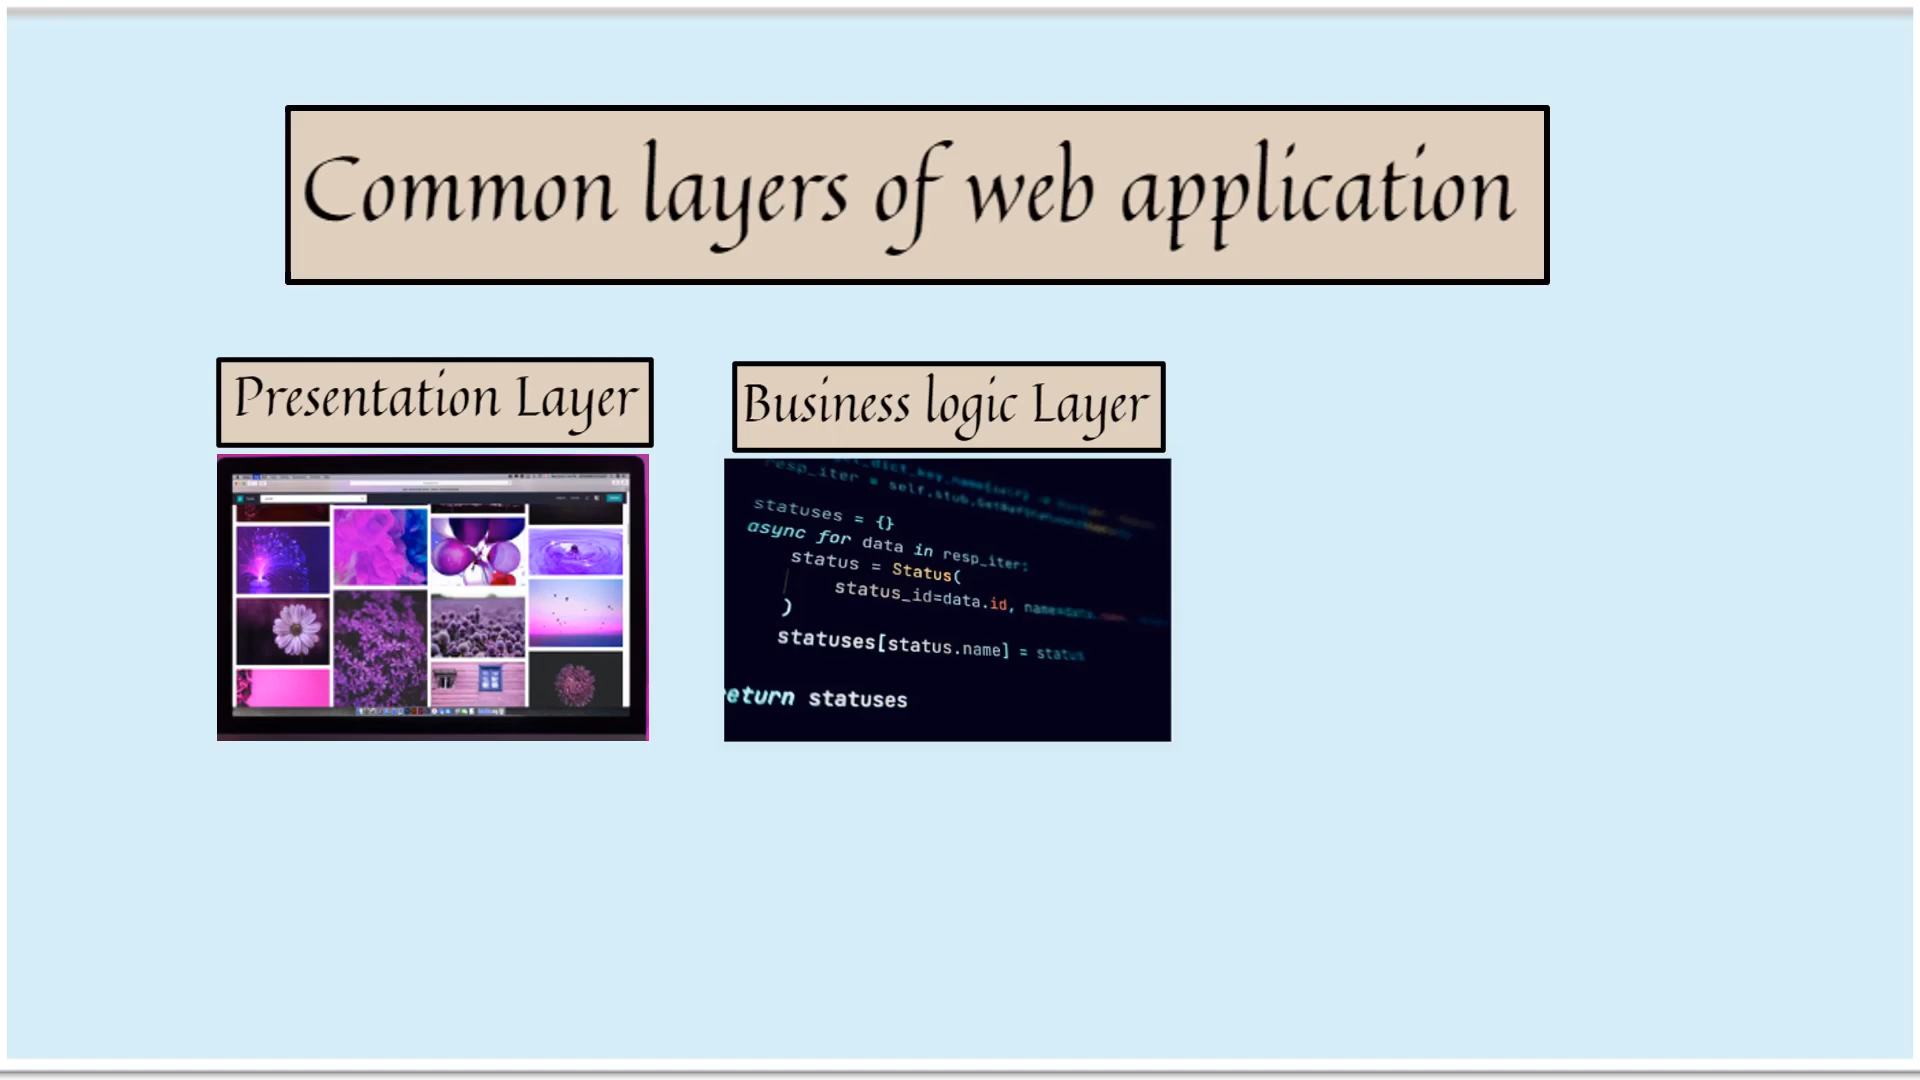 Common layers of web application
Presentation Layer
Business logic Layer
statuses = {}
async for data in resp_iter:
status = Status(
status_id=data.id,
)
statuses[status.name] = status
eturn statuses